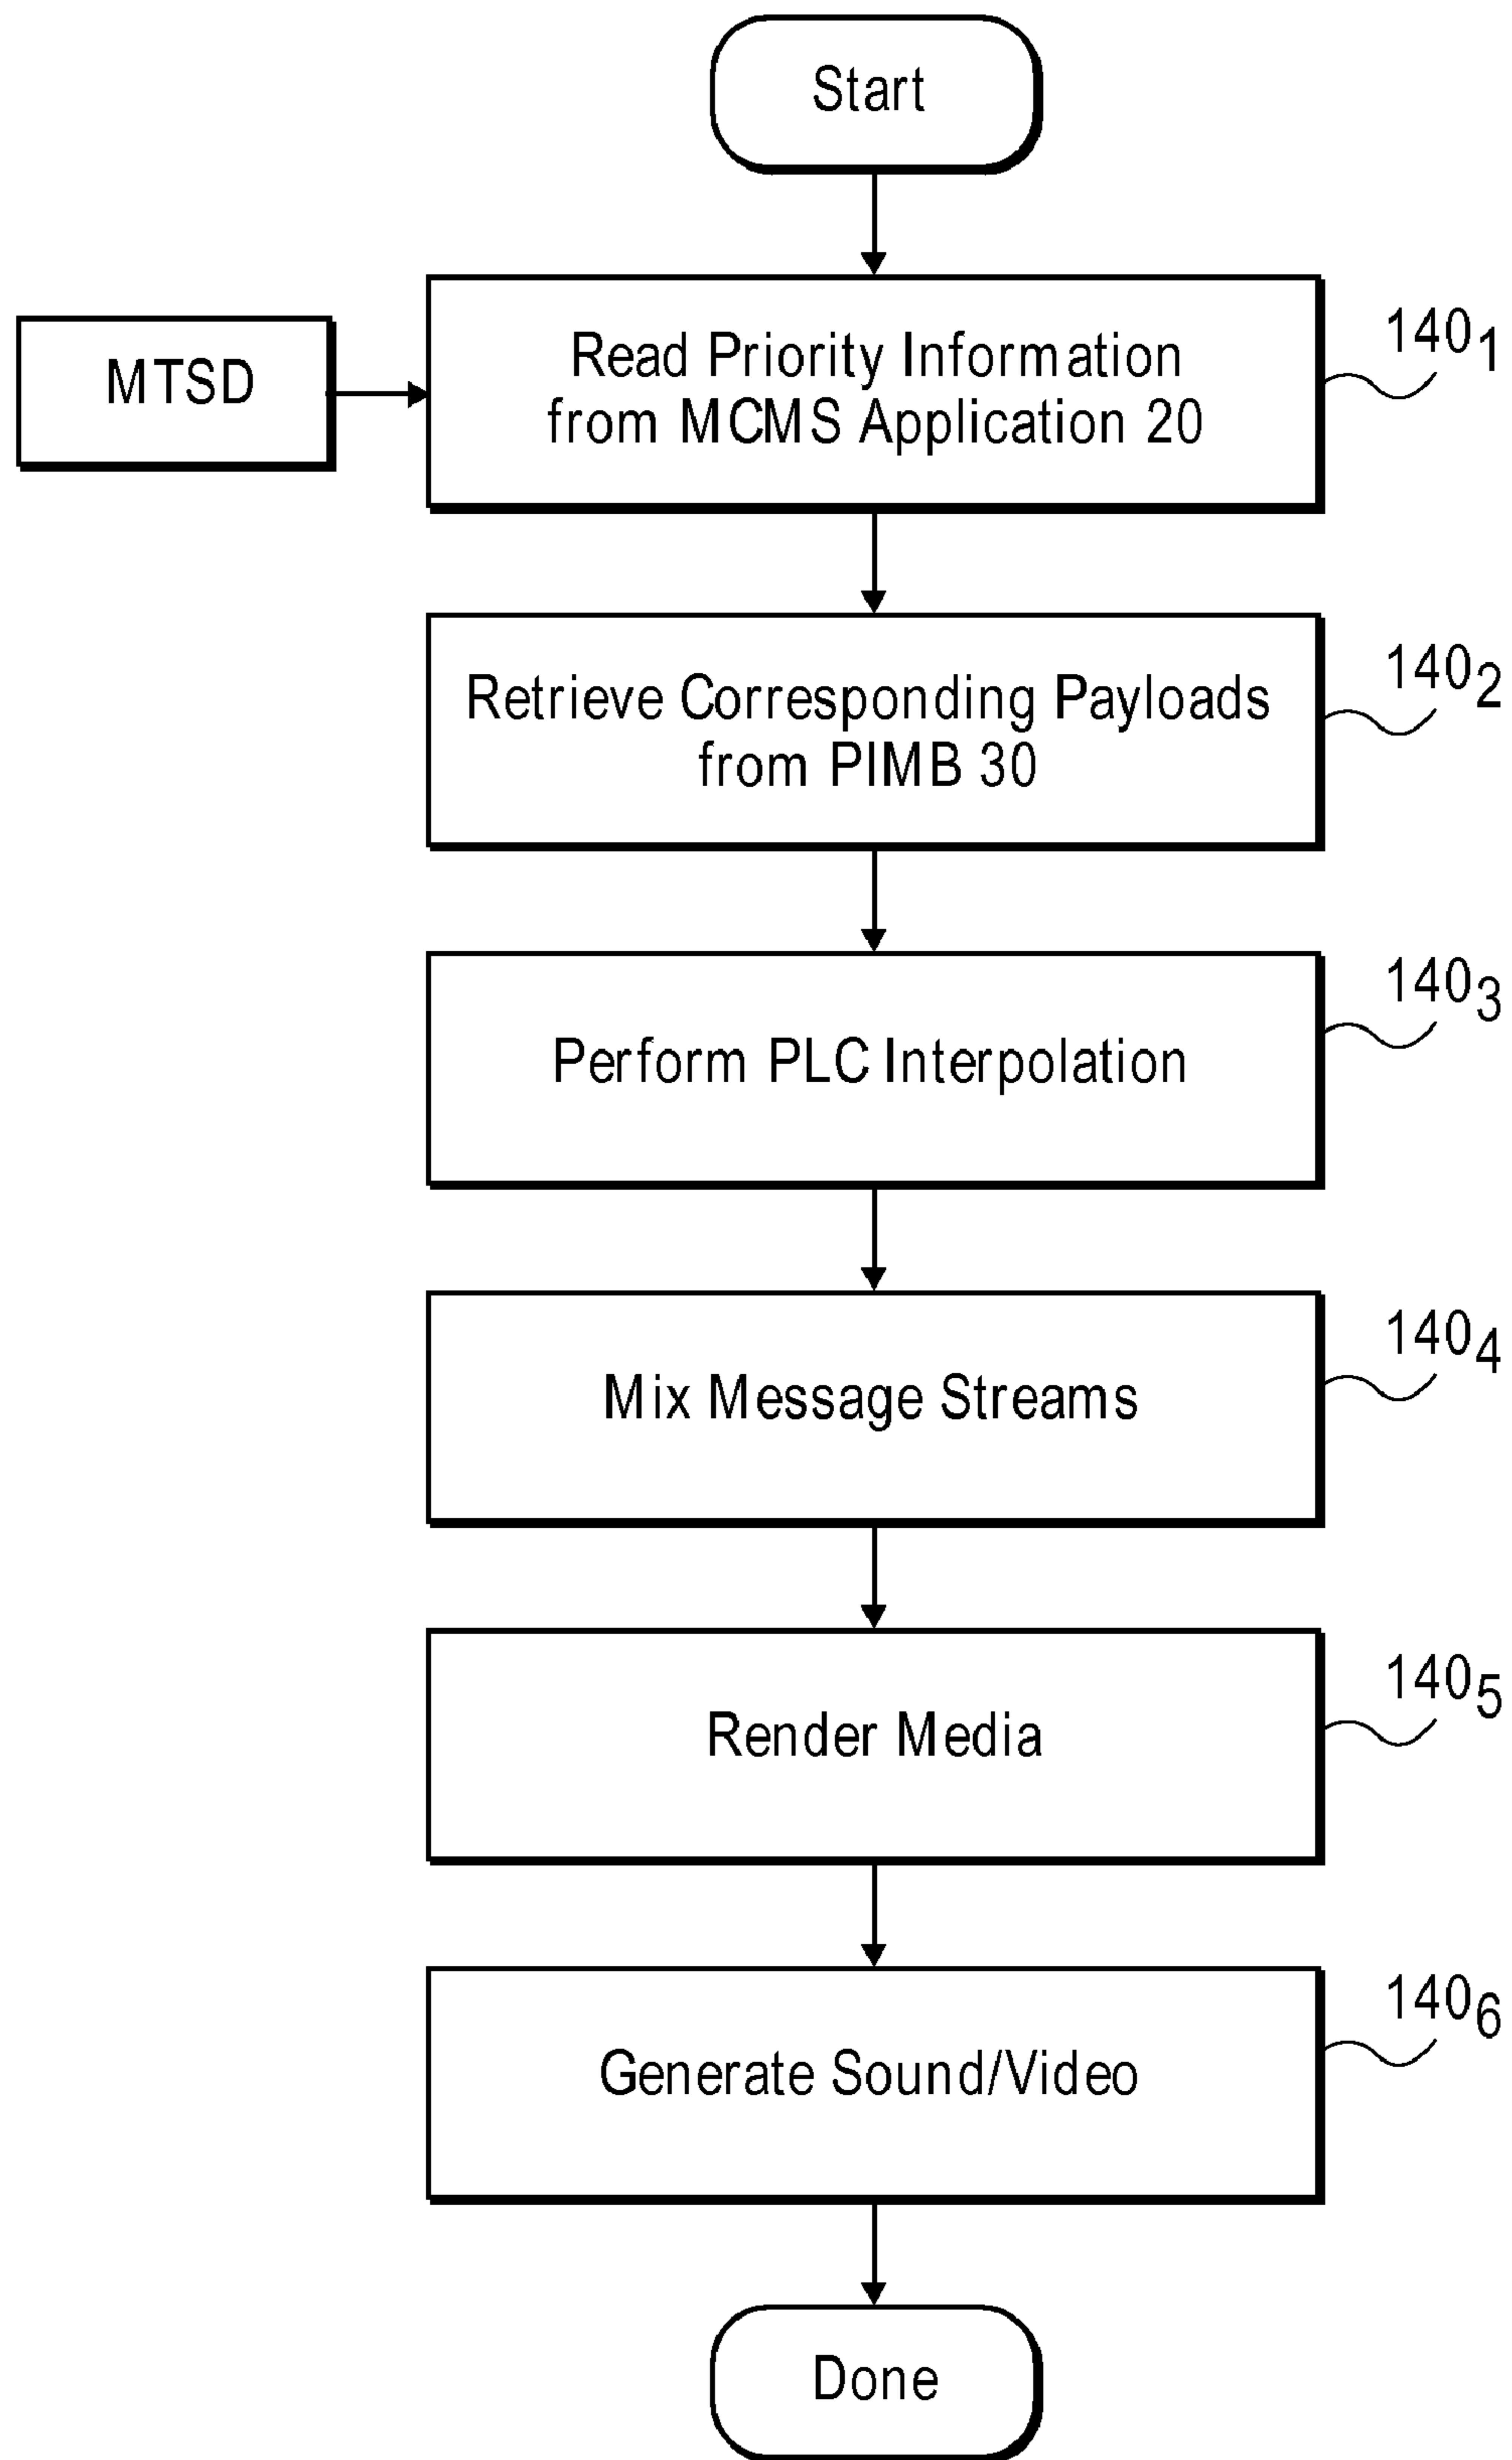 Start
MTSD
Read Priority Information
from MCMS Application 20
140₁
Retrieve Corresponding Payloads
from PIMB 30
140₂
Perform PLC Interpolation
140₃
Mix Message Streams
140₄
Render Media
140₅
Generate Sound/Video
140₆
Done